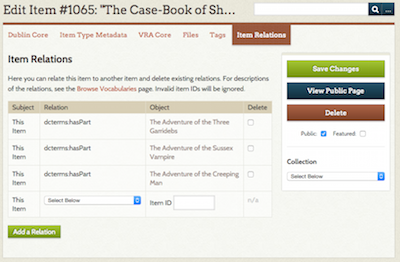 Edit Item #1065: "The Case-Book of Sh...
...
Dublin Core Item Type Metadata VRA Core Files Tags Item Relations
Item Relations
Here you can relate this item to another item and delete existing relations. For descriptions
of the relations, see the Browse Vocabularies page. Invalid item IDs will be ignored.
Subject Relation Object Delete
This Item dcterms:hasPart The Adventure of the Three Garridebs
This Item dcterms:hasPart The Adventure of the Sussex Vampire
This Item dcterms:hasPart The Adventure of the Creeping Man
This Item Select Below Item ID n/a
Add a Relation
Save Changes
View Public Page
Delete
Public: Featured:
Collection
Select Below